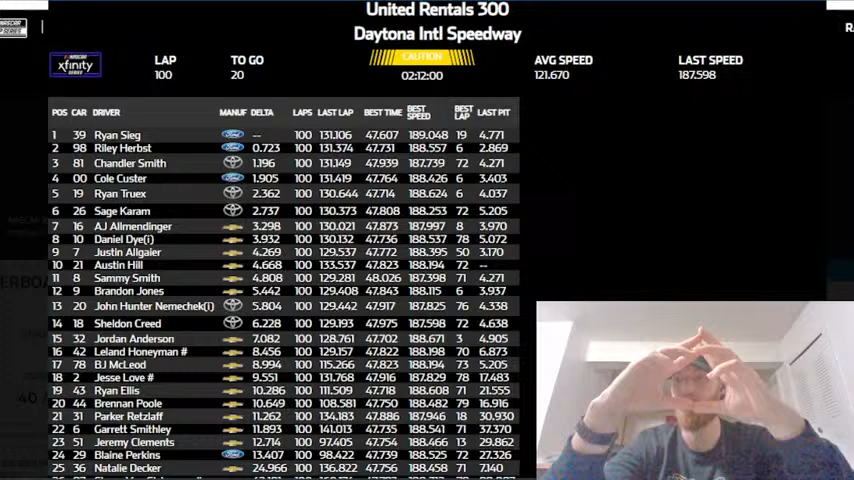 United Rentals 300
Daytona Intl Speedway
xfinity
SERIES
LAP TO GO CAUTION AVG SPEED LAST SPEED
100 20 02:12:00 121.670 187.598
POS CAR DRIVER MANUF DELTA LAPS LAST LAP BEST TIME BEST SPEED BEST LAP LAST PIT
1 39 Ryan Sieg -- 100 131.106 47.607 189.048 19 4.771
2 98 Riley Herbst 0.723 100 131.374 47.731 188.557 6 2.869
3 81 Chandler Smith 1.196 100 131.149 47.939 187.739 72 4.271
4 00 Cole Custer 1.905 100 131.419 47.764 188.426 6 3.403
5 19 Ryan Truex 2.362 100 130.644 47.714 188.624 6 4.037
6 26 Sage Karam 2.737 100 130.373 47.808 188.253 72 5.205
7 16 AJ Allmendinger 3.298 100 130.021 47.873 187.997 8 3.970
8 10 Daniel Dye(i) 3.932 100 130.132 47.736 188.537 78 5.072
9 7 Justin Allgaier 4.269 100 129.537 47.772 188.395 50 3.170
10 21 Austin Hill 4.668 100 133.537 47.823 188.194 72 --
11 8 Sammy Smith 4.808 100 129.281 48.026 187.398 71 4.271
12 9 Brandon Jones 5.442 100 129.408 47.843 188.115 6 3.937
13 20 John Hunter Nemechek(i) 5.804 100 129.442 47.917 187.825 76 4.338
14 18 Sheldon Creed 6.228 100 129.193 47.975 187.598 72 4.638
15 32 Jordan Anderson 7.082 100 128.761 47.702 188.671 3 4.905
16 42 Leland Honeyman # 8.456 100 129.157 47.822 188.198 70 6.873
17 78 BJ McLeod 8.994 100 115.266 47.823 188.194 73 5.205
18 2 Jesse Love # 9.551 100 131.768 47.916 187.829 78 17.483
19 43 Ryan Ellis 10.286 100 111.509 47.718 188.608 71 21.555
20 44 Brennan Poole 10.649 100 108.581 47.750 188.482 79 16.916
21 31 Parker Retzlaff 11.262 100 134.183 47.886 187.946 18 30.930
22 6 Garrett Smithley 11.893 100 141.013 47.735 188.541 71 37.370
23 51 Jeremy Clements 12.714 100 97.405 47.754 188.466 13 29.862
24 29 Blaine Perkins 13.407 100 98.422 47.739 188.525 72 27.326
25 36 Natalie Decker 24.966 100 136.822 47.756 188.458 71 7.140